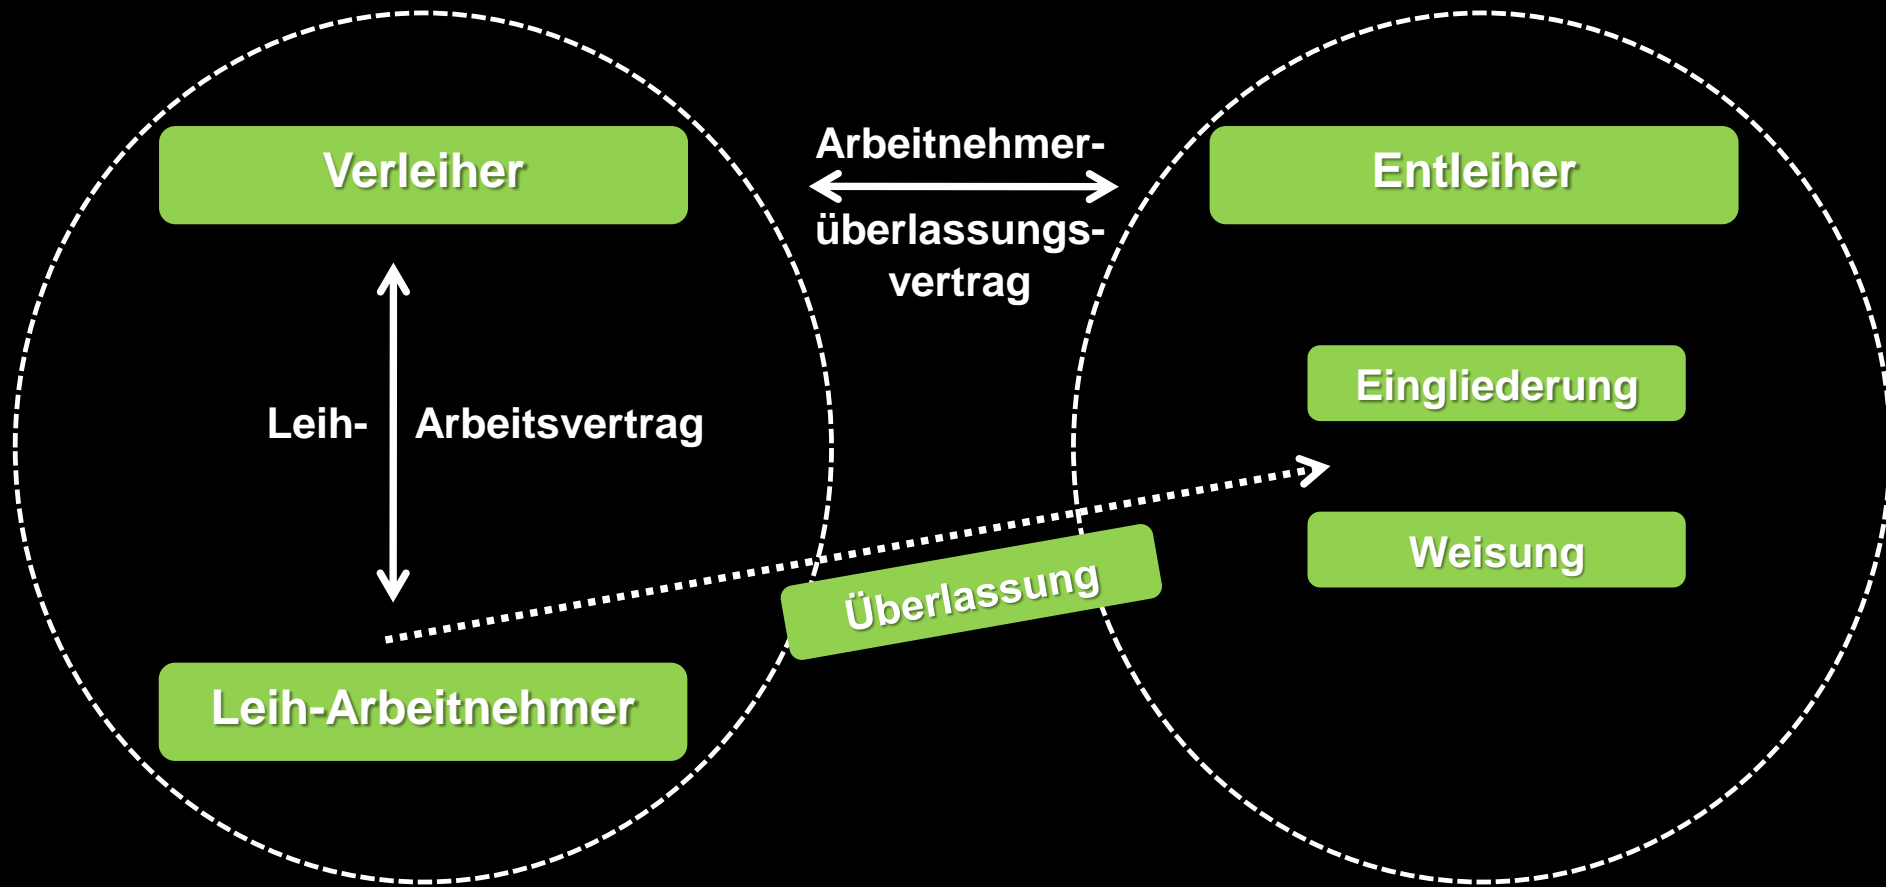 Verleiher
Arbeitnehmer-
überlassungs-
vertrag
Entleiher
Leih- Arbeitsvertrag
Eingliederung
Weisung
Überlassung
Leih-Arbeitnehmer